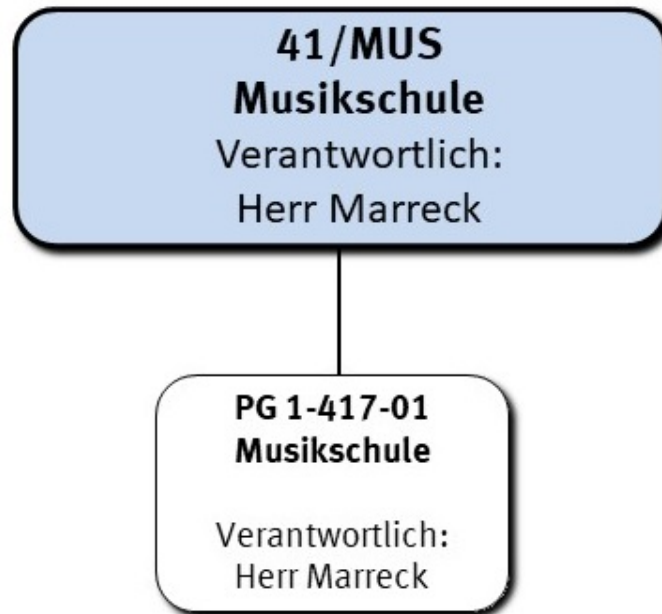 41/MUS
Musikschule
Verantwortlich:
Herr Marreck
PG 1-417-01
Musikschule
Verantwortlich:
Herr Marreck